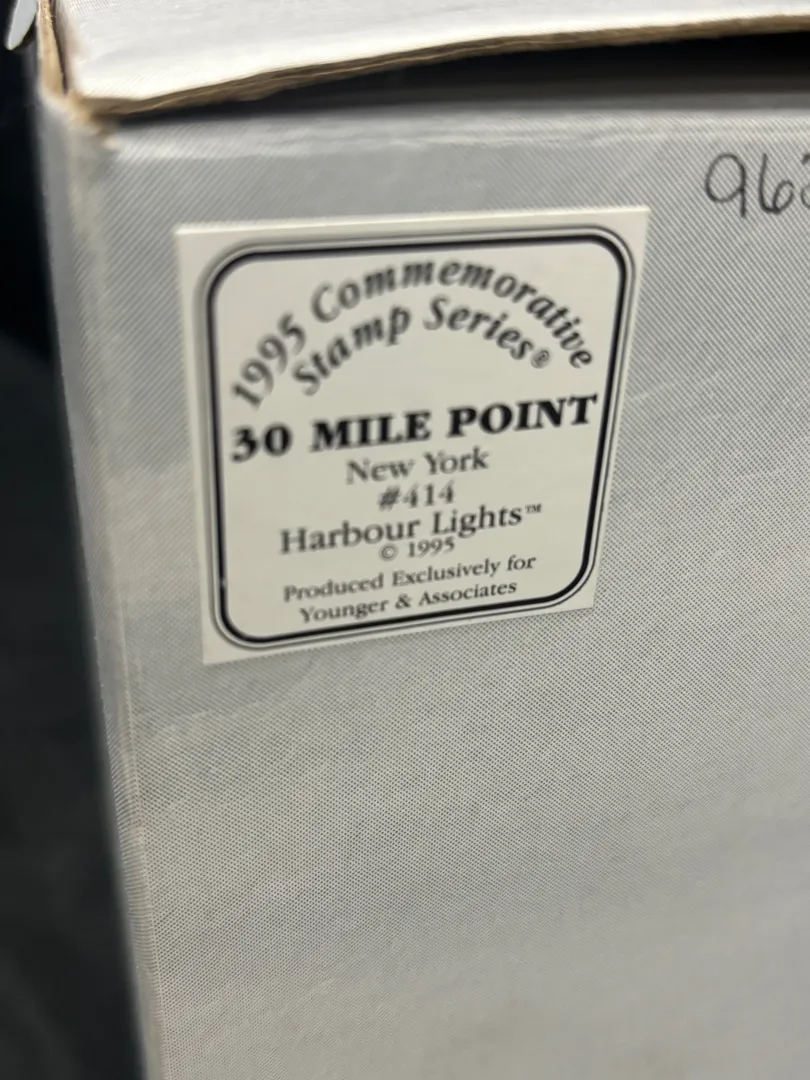 1995 Commemorative
Stamp Series®
30 MILE POINT
New York
#414
Harbour Lights™
© 1995
Produced Exclusively for
Younger & Associates